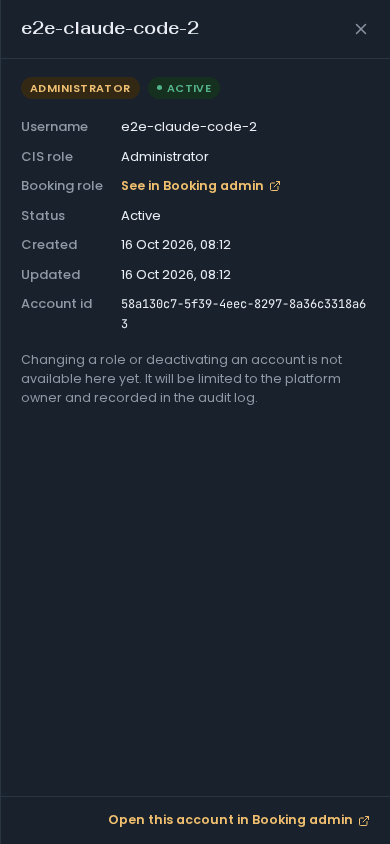 e2e-claude-code-2
ADMINISTRATOR ACTIVE
Username e2e-claude-code-2
CIS role Administrator
Booking role See in Booking admin
Status Active
Created 16 Oct 2026, 08:12
Updated 16 Oct 2026, 08:12
Account id 58a130c7-5f39-4eec-8297-8a36c3318a6
3
Changing a role or deactivating an account is not
available here yet. It will be limited to the platform
owner and recorded in the audit log.
Open this account in Booking admin